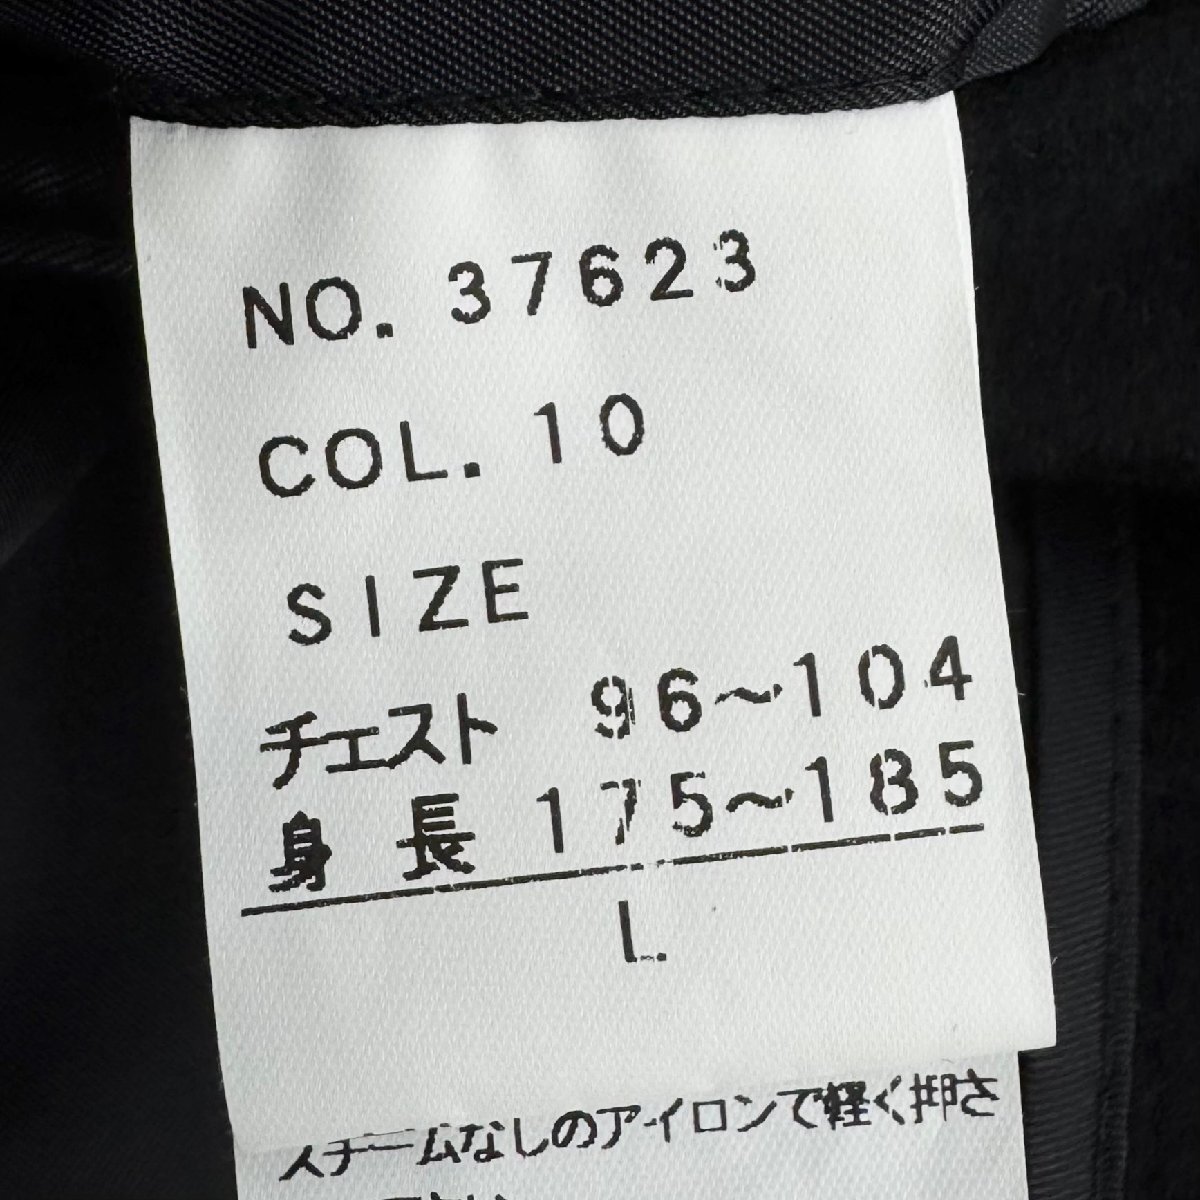 NO. 37623
COL. 10
SIZE
チェスト 96~104
身 長 175~185
L
スチームなしのアイロンで軽く押さ